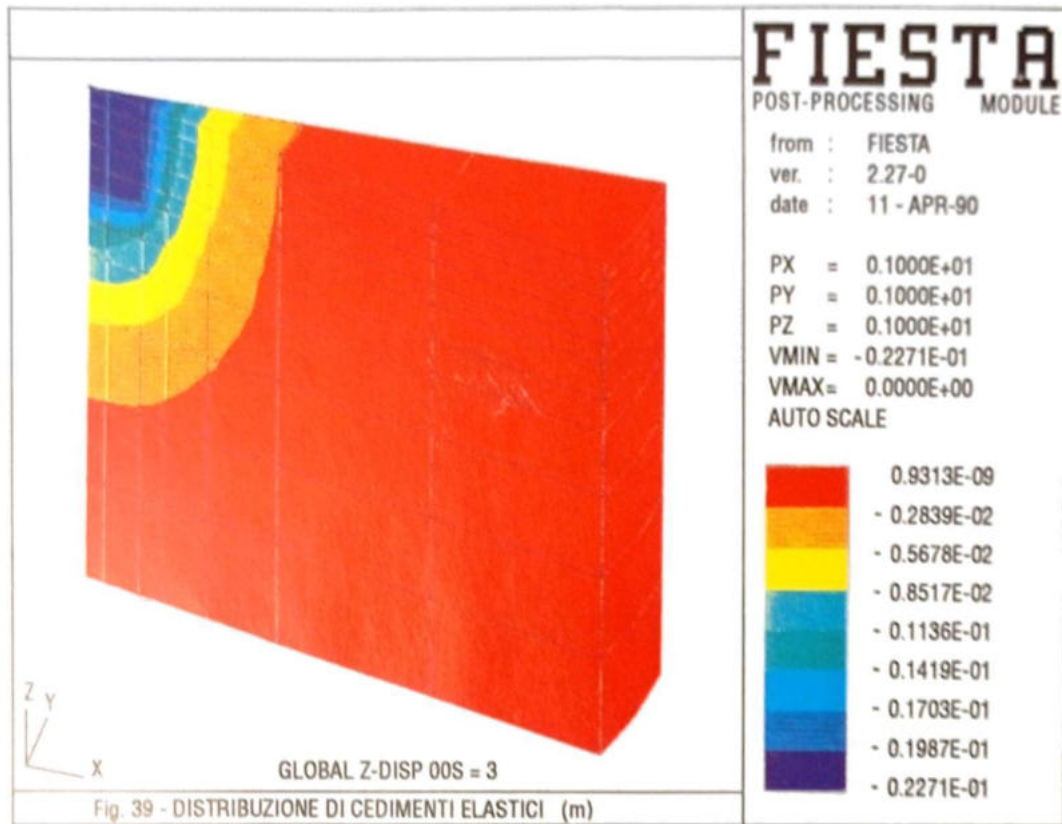 FIESTA
POST-PROCESSING MODULE
from : FIESTA
ver. : 2.27-0
date : 11 - APR-90
PX = 0.1000E+01
PY = 0.1000E+01
PZ = 0.1000E+01
VMIN = - 0.2271E-01
VMAX= 0.0000E+00
AUTO SCALE
0.9313E-09
- 0.2839E-02
- 0.5678E-02
- 0.8517E-02
- 0.1136E-01
- 0.1419E-01
- 0.1703E-01
- 0.1987E-01
- 0.2271E-01
Z Y
X
GLOBAL Z-DISP 00S = 3
Fig. 39 - DISTRIBUZIONE DI CEDIMENTI ELASTICI (m)